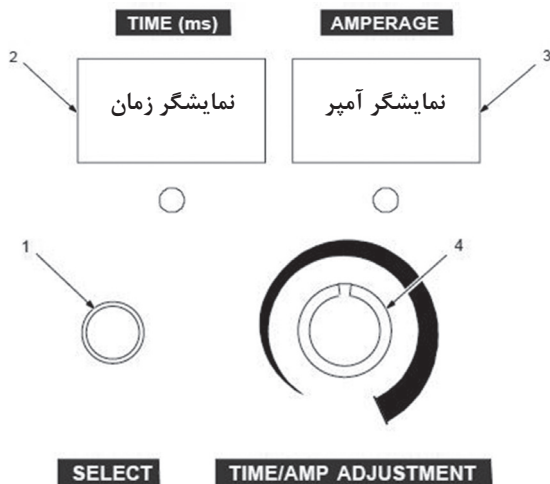 TIME (ms)
AMPERAGE
2
3
نمایشگر زمان
نمایشگر آمپر
1
4
SELECT
TIME/AMP ADJUSTMENT